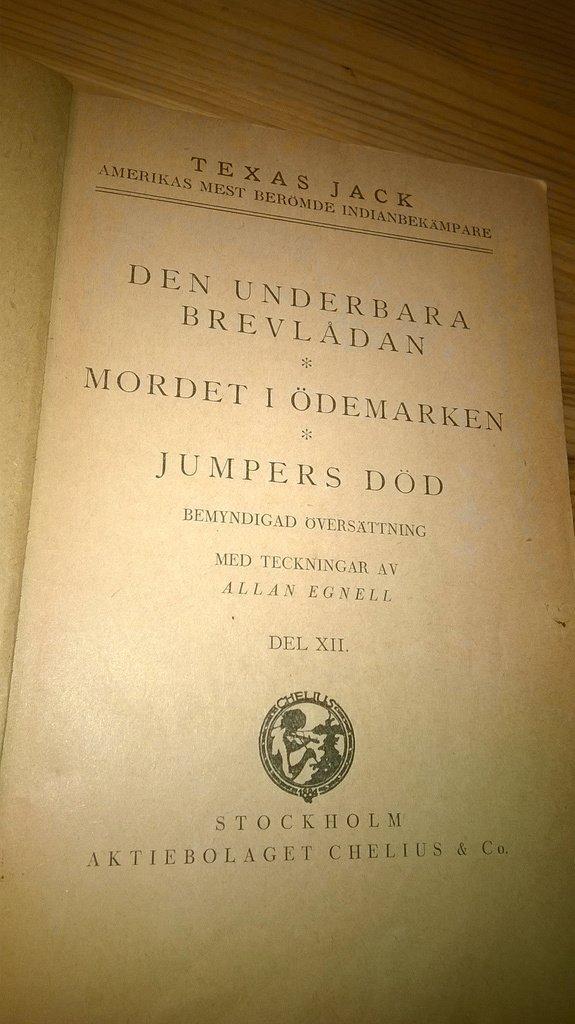 TEXAS JACK
AMERIKAS MEST BERÖMDE INDIANBEKÄMPARE
DEN UNDERBARA
BREVLÅDAN
*
MORDET I ÖDEMARKEN
*
JUMPERS DÖD
BEMYNDIGAD ÖVERSÄTTNING
MED TECKNINGAR AV
ALLAN EGNELL
DEL XII.
CHELIUS
STOCKHOLM
AKTIEBOLAGET CHELIUS & Co.